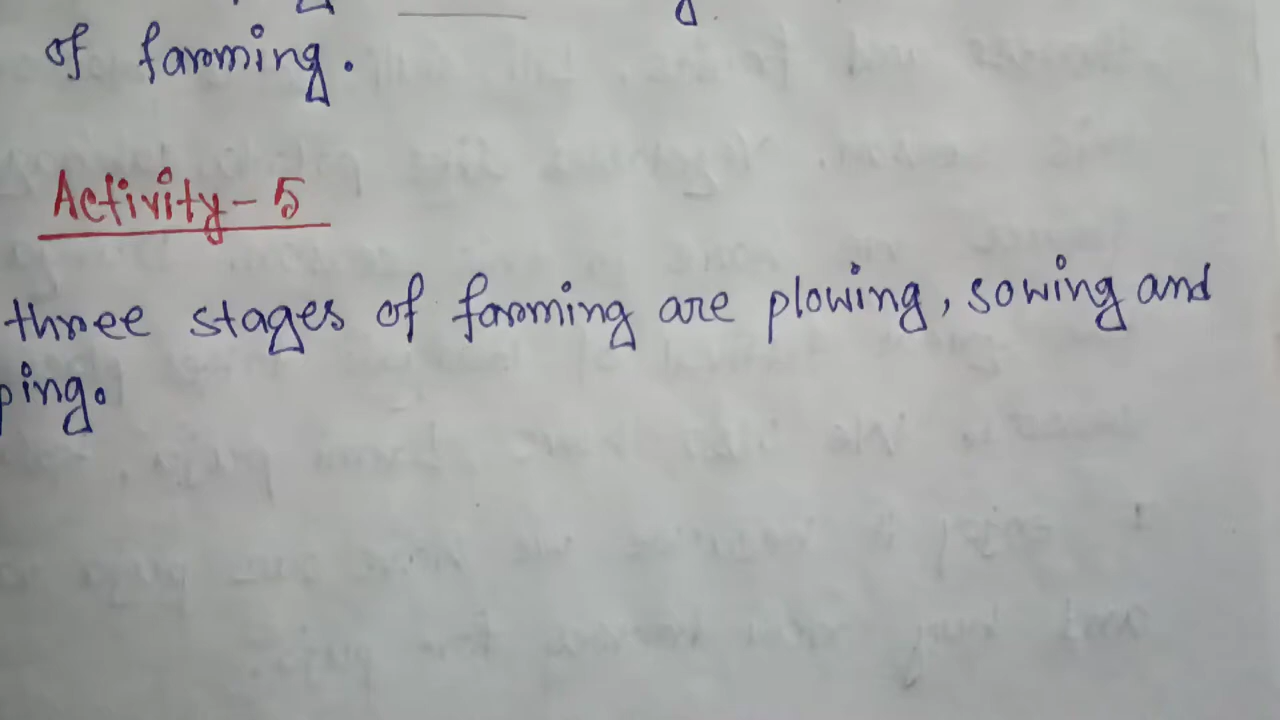 of farming.
Activity-5
three stages of farming are plowing, sowing and
ping.